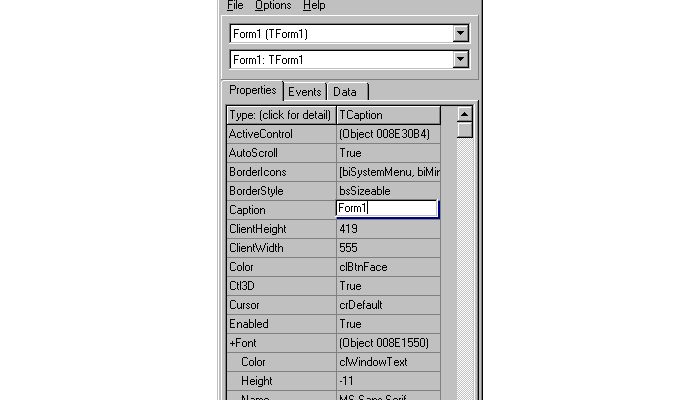 File Options Help
Form1 (TForm1)
Form1: TForm1
Properties Events Data
Type: (click for detail) TCaption
ActiveControl (Object 008E30B4)
AutoScroll True
BorderIcons [biSystemMenu, biMir
BorderStyle bsSizeable
Caption Form1
ClientHeight 419
ClientWidth 555
Color clBtnFace
Ctl3D True
Cursor crDefault
Enabled True
+Font (Object 008E1550)
Color clWindowText
Height -11
Name MS Sans Serif